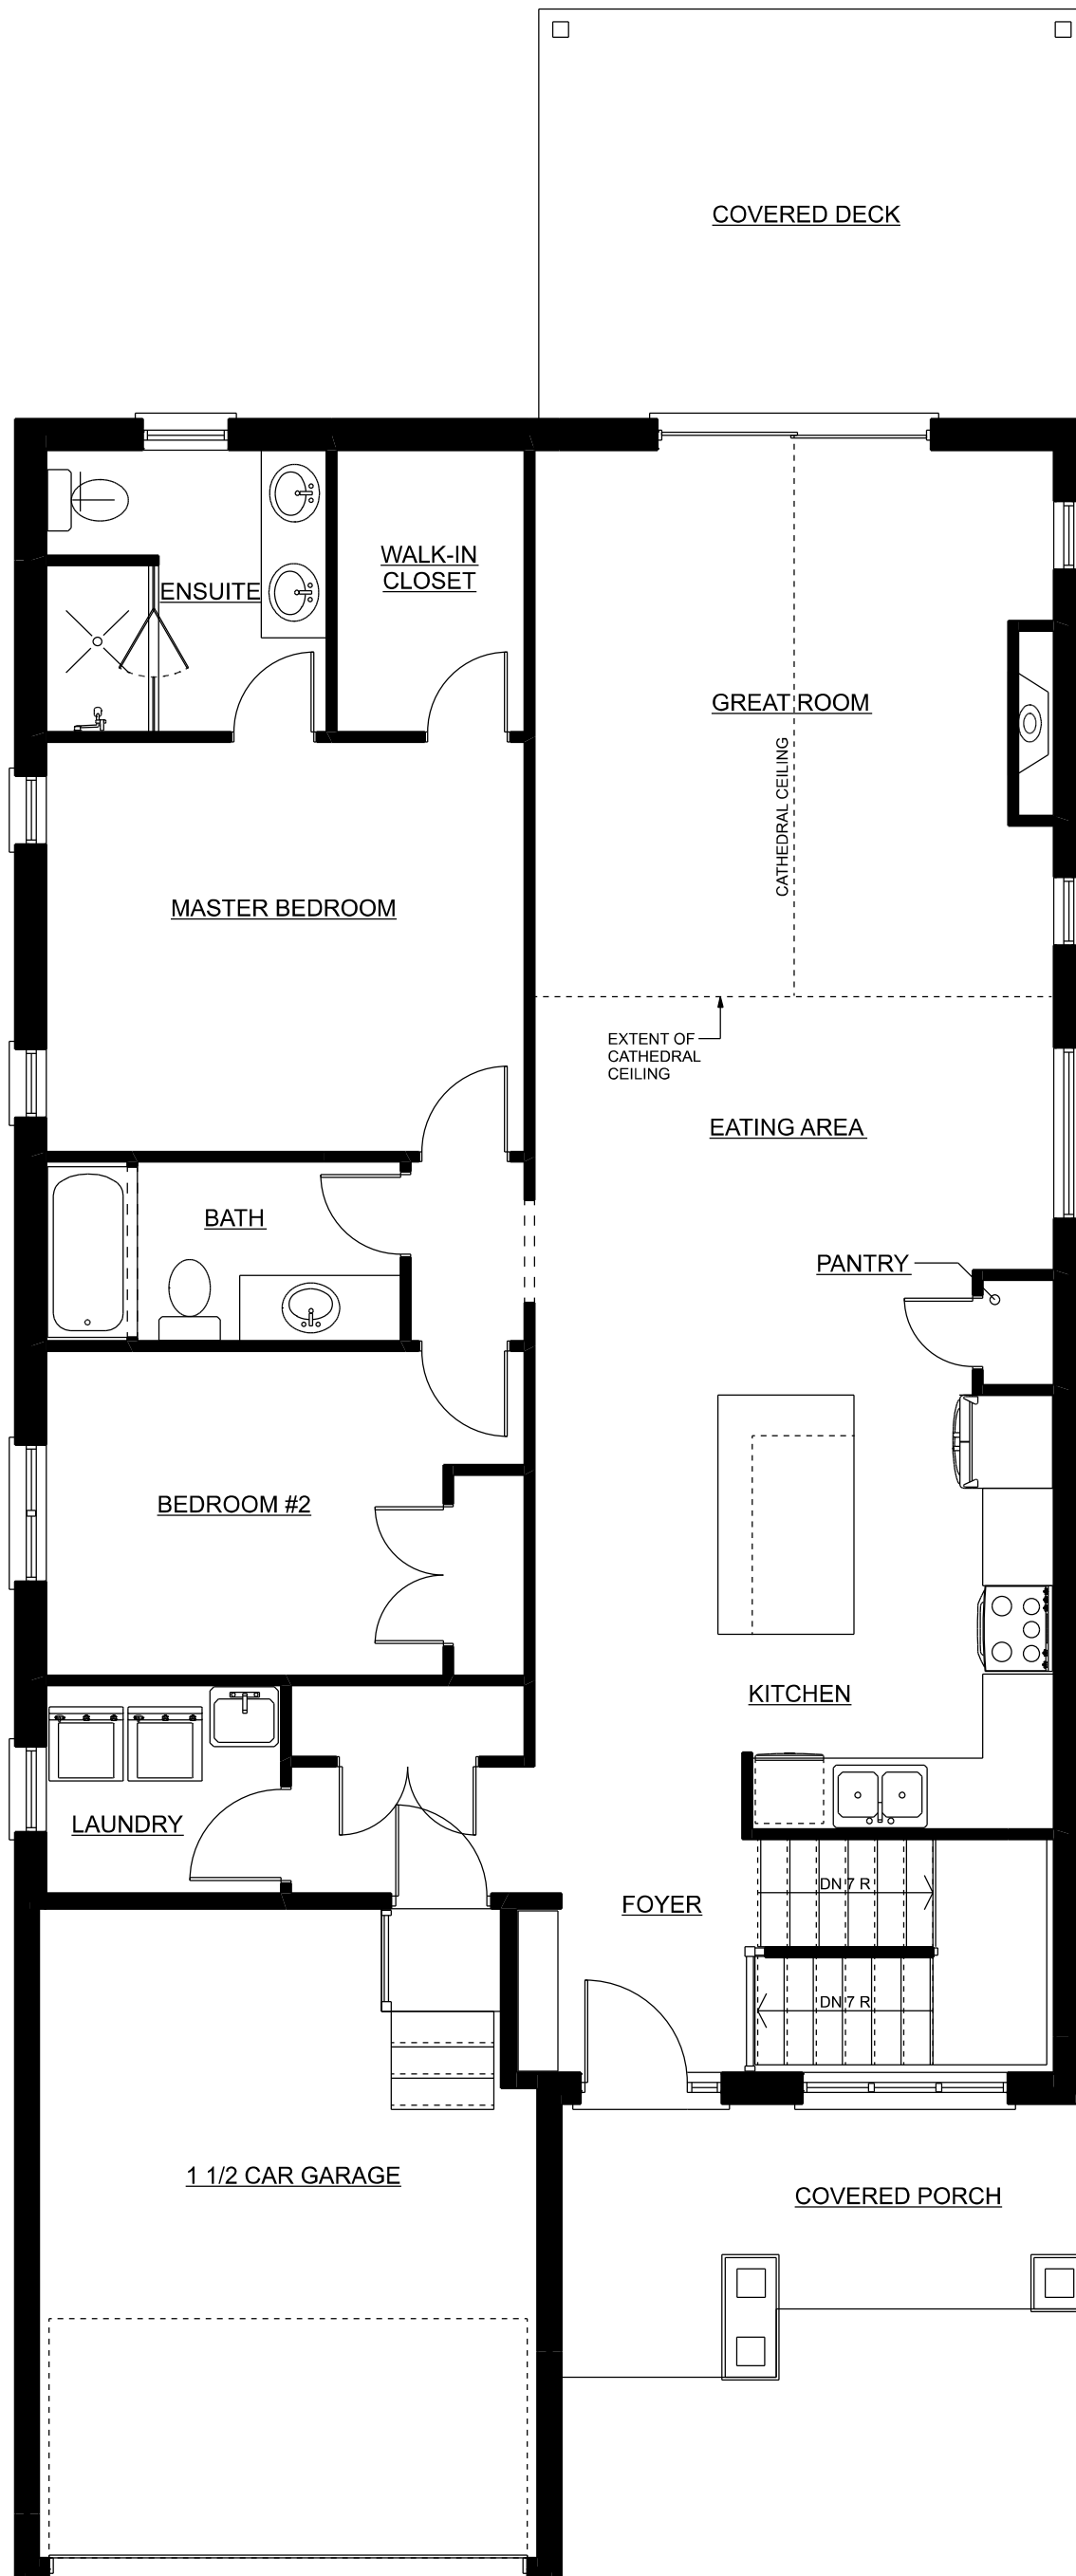 COVERED DECK
WALK-IN
CLOSET
ENSUITE
GREAT ROOM
CATHEDRAL CEILING
MASTER BEDROOM
EXTENT OF
CATHEDRAL
CEILING
EATING AREA
BATH
PANTRY
BEDROOM #2
KITCHEN
LAUNDRY
DN 7 R
FOYER
DN 7 R
1 1/2 CAR GARAGE
COVERED PORCH